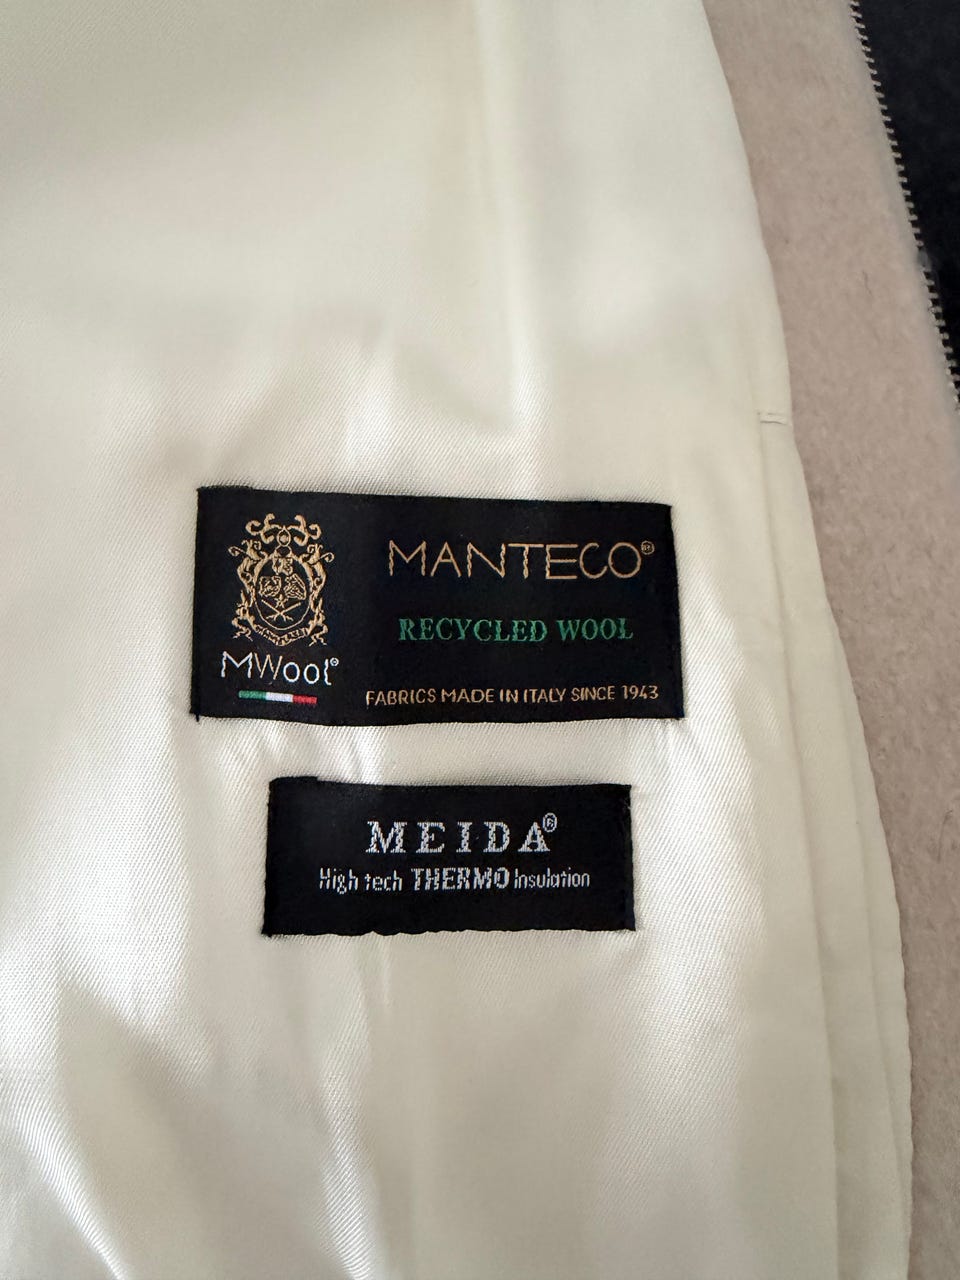 MANTECO®
RECYCLED WOOL
MWool®
FABRICS MADE IN ITALY SINCE 1943
MEIDA®
High tech THERMO Insulation